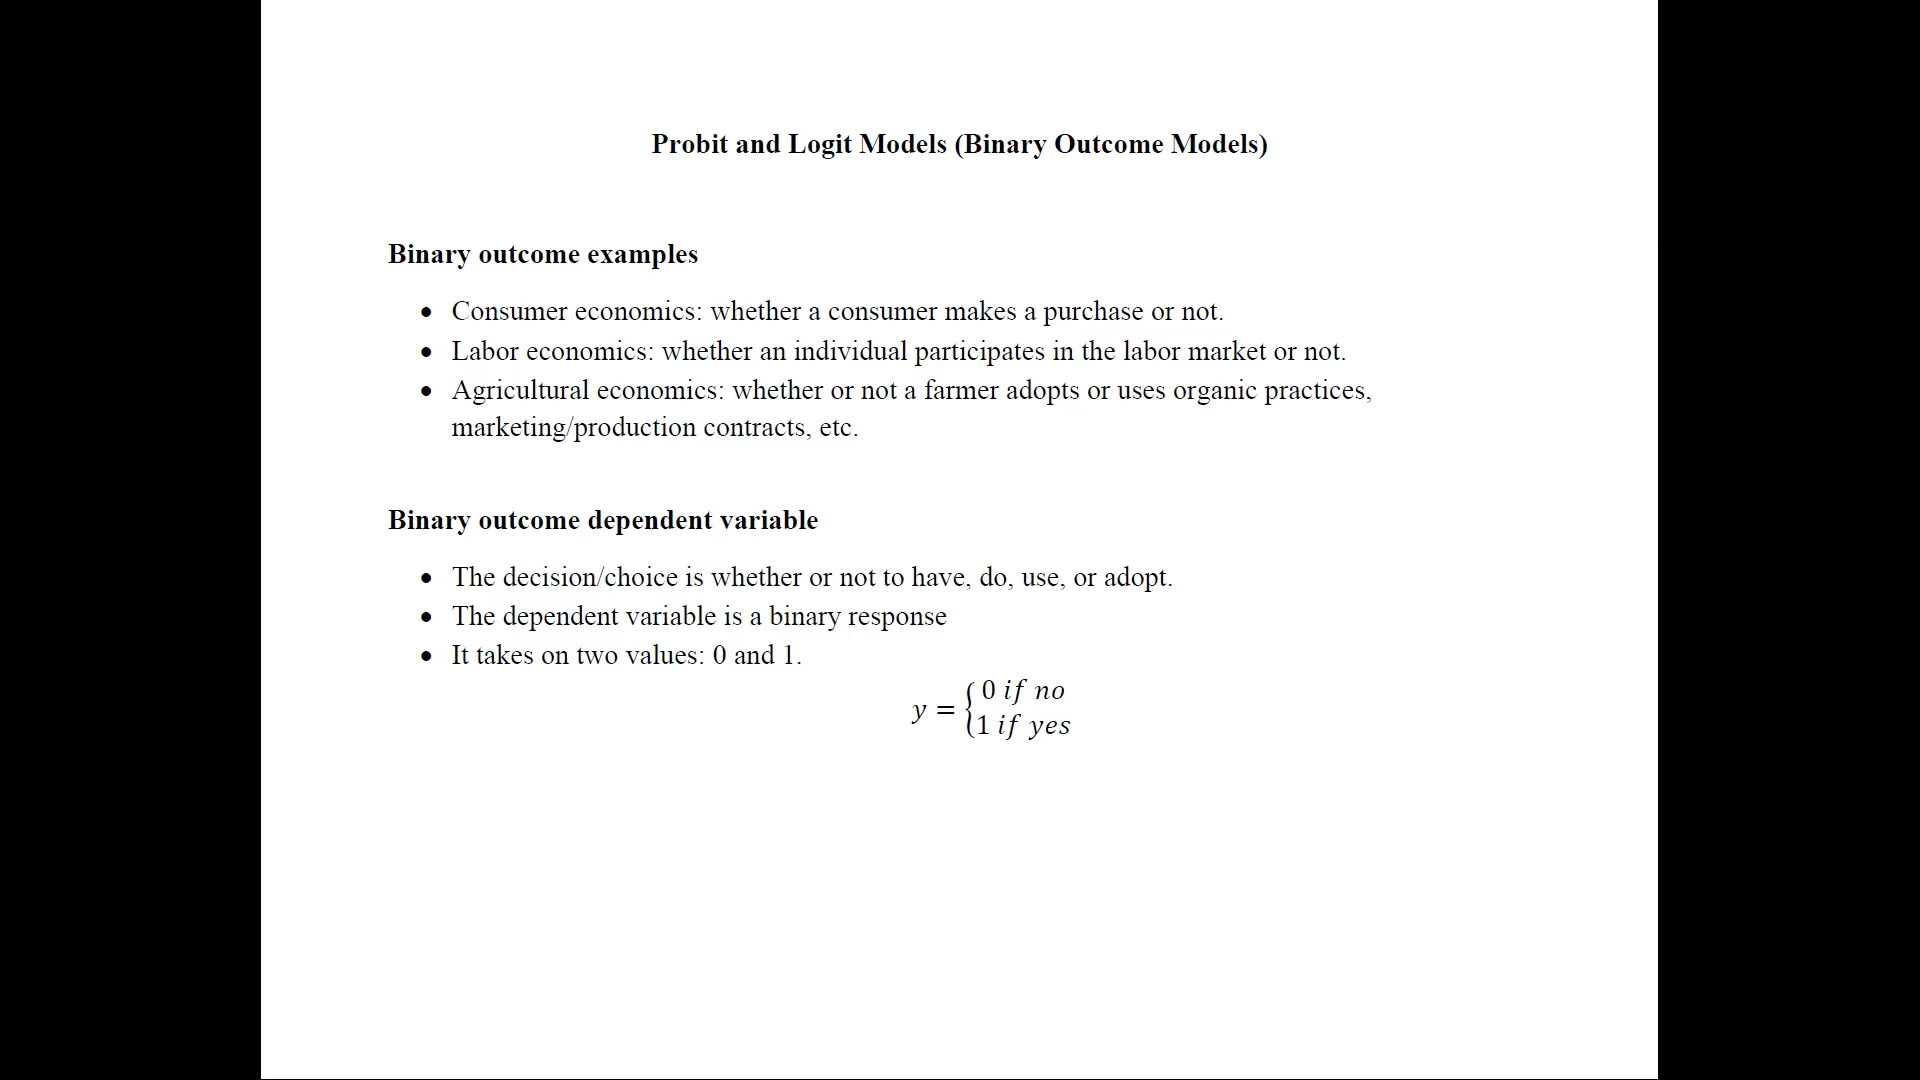 Probit and Logit Models (Binary Outcome Models)
Binary outcome examples
• Consumer economics: whether a consumer makes a purchase or not.
• Labor economics: whether an individual participates in the labor market or not.
• Agricultural economics: whether or not a farmer adopts or uses organic practices,
marketing/production contracts, etc.
Binary outcome dependent variable
• The decision/choice is whether or not to have, do, use, or adopt.
• The dependent variable is a binary response
• It takes on two values: 0 and 1.
y = { 0 if no
1 if yes